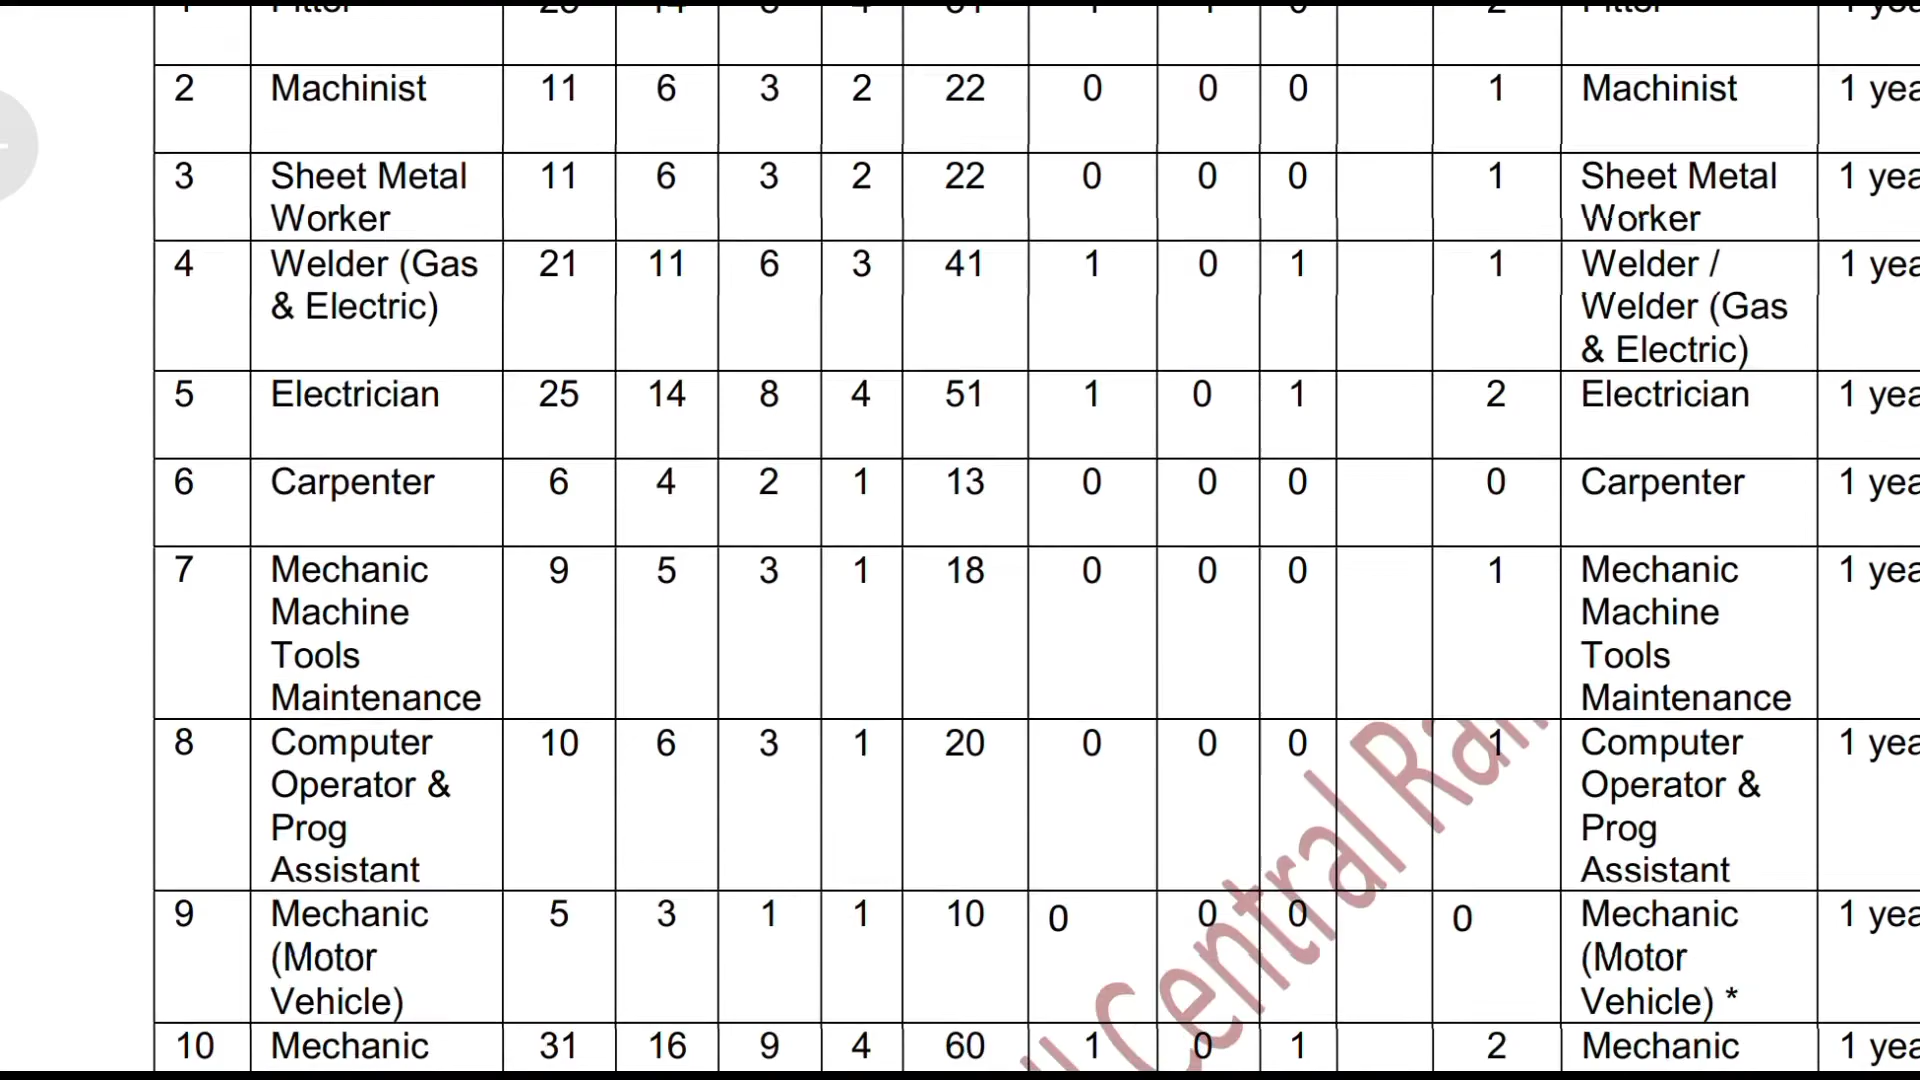 2 Machinist 11 6 3 2 22 0 0 0 1 Machinist 1 yea
3 Sheet Metal 11 6 3 2 22 0 0 0 1 Sheet Metal 1 yea
Worker Worker
4 Welder (Gas 21 11 6 3 41 1 0 1 1 Welder / 1 yea
& Electric) Welder (Gas
& Electric)
5 Electrician 25 14 8 4 51 1 0 1 2 Electrician 1 yea
6 Carpenter 6 4 2 1 13 0 0 0 0 Carpenter 1 yea
7 Mechanic 9 5 3 1 18 0 0 0 1 Mechanic 1 yea
Machine Machine
Tools Tools
Maintenance Maintenance
8 Computer 10 6 3 1 20 0 0 0 1 Computer 1 yea
Operator & Operator &
Prog Prog
Assistant Assistant
9 Mechanic 5 3 1 1 10 0 0 0 0 Mechanic 1 yea
(Motor (Motor
Vehicle) Vehicle) *
10 Mechanic 31 16 9 4 60 1 0 1 2 Mechanic 1 yea
Central